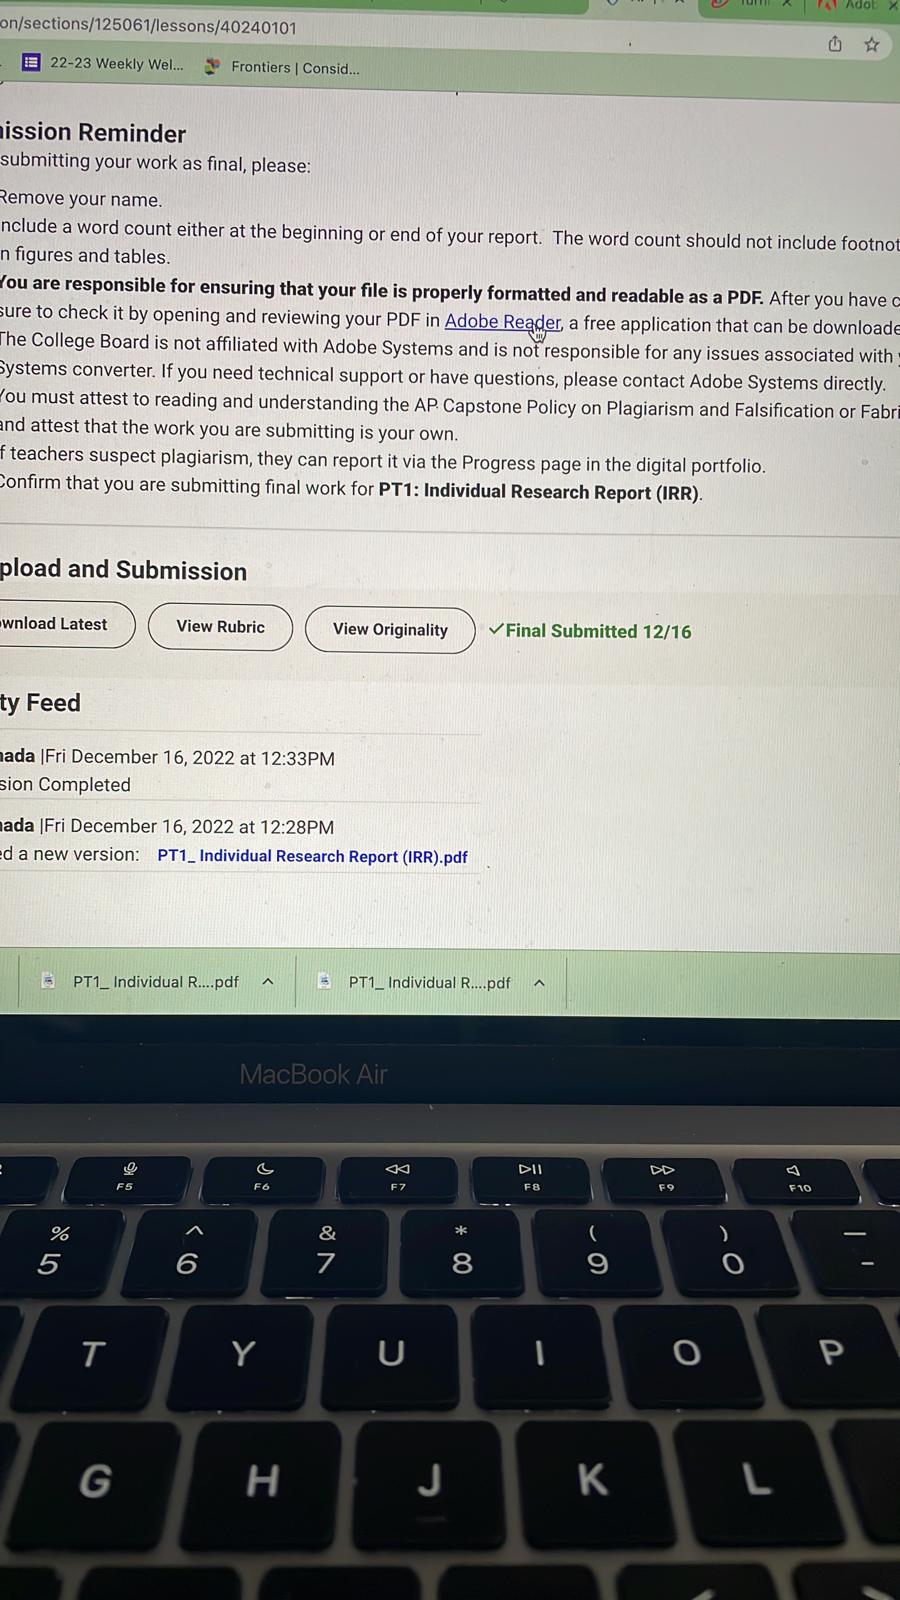 on/sections/125061/lessons/40240101
Adob
22-23 Weekly Wel... Frontiers | Consid...
ission Reminder
submitting your work as final, please:
Remove your name.
nclude a word count either at the beginning or end of your report. The word count should not include footnot
n figures and tables.
You are responsible for ensuring that your file is properly formatted and readable as a PDF. After you have c
sure to check it by opening and reviewing your PDF in Adobe Reader, a free application that can be downloade
The College Board is not affiliated with Adobe Systems and is not responsible for any issues associated with
Systems converter. If you need technical support or have questions, please contact Adobe Systems directly.
You must attest to reading and understanding the AP Capstone Policy on Plagiarism and Falsification or Fabri
and attest that the work you are submitting is your own.
f teachers suspect plagiarism, they can report it via the Progress page in the digital portfolio.
Confirm that you are submitting final work for PT1: Individual Research Report (IRR).
pload and Submission
wnload Latest View Rubric View Originality ✓Final Submitted 12/16
ty Feed
nada |Fri December 16, 2022 at 12:33PM
sion Completed
nada |Fri December 16, 2022 at 12:28PM
ed a new version: PT1_ Individual Research Report (IRR).pdf
PT1_ Individual R....pdf PT1_ Individual R....pdf
MacBook Air
F5 F6 F7 F8 F9 F10
% ^ & * ( ) —
5 6 7 8 9 0 -
T Y U I O P
G H J K L